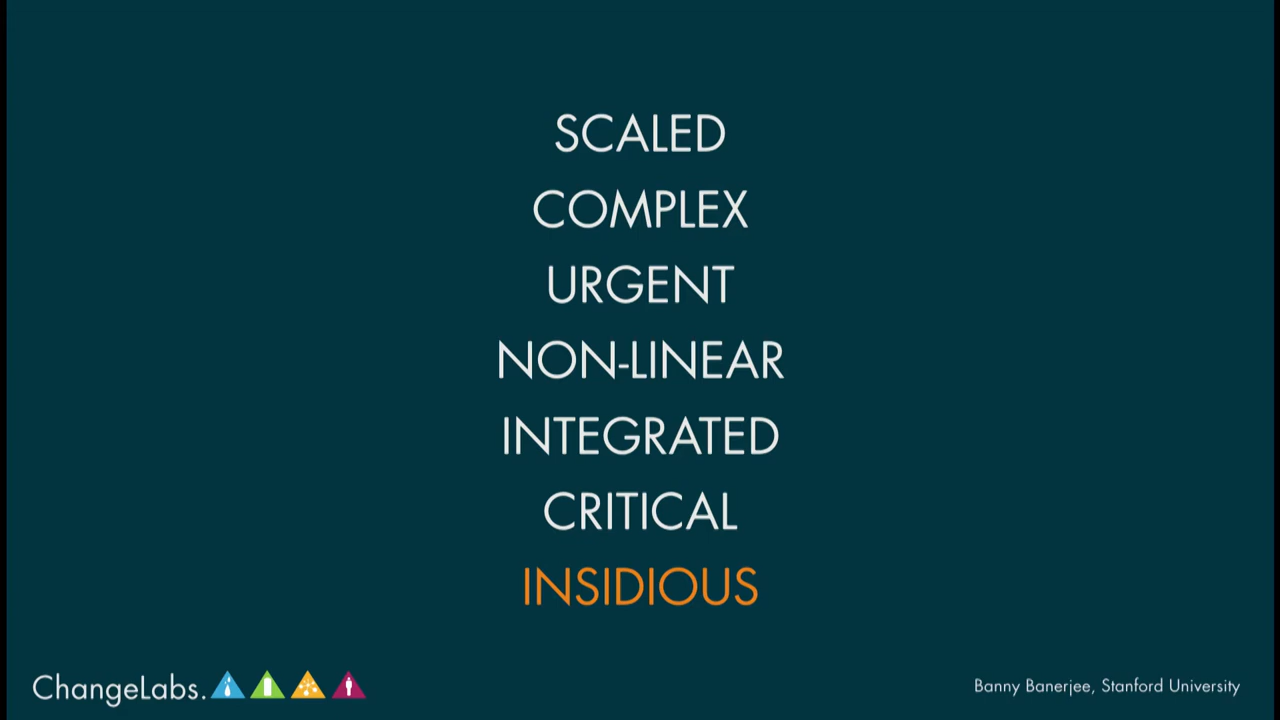 SCALED
COMPLEX
URGENT
NON-LINEAR
INTEGRATED
CRITICAL
INSIDIOUS
ChangeLabs.
Banny Banerjee, Stanford University